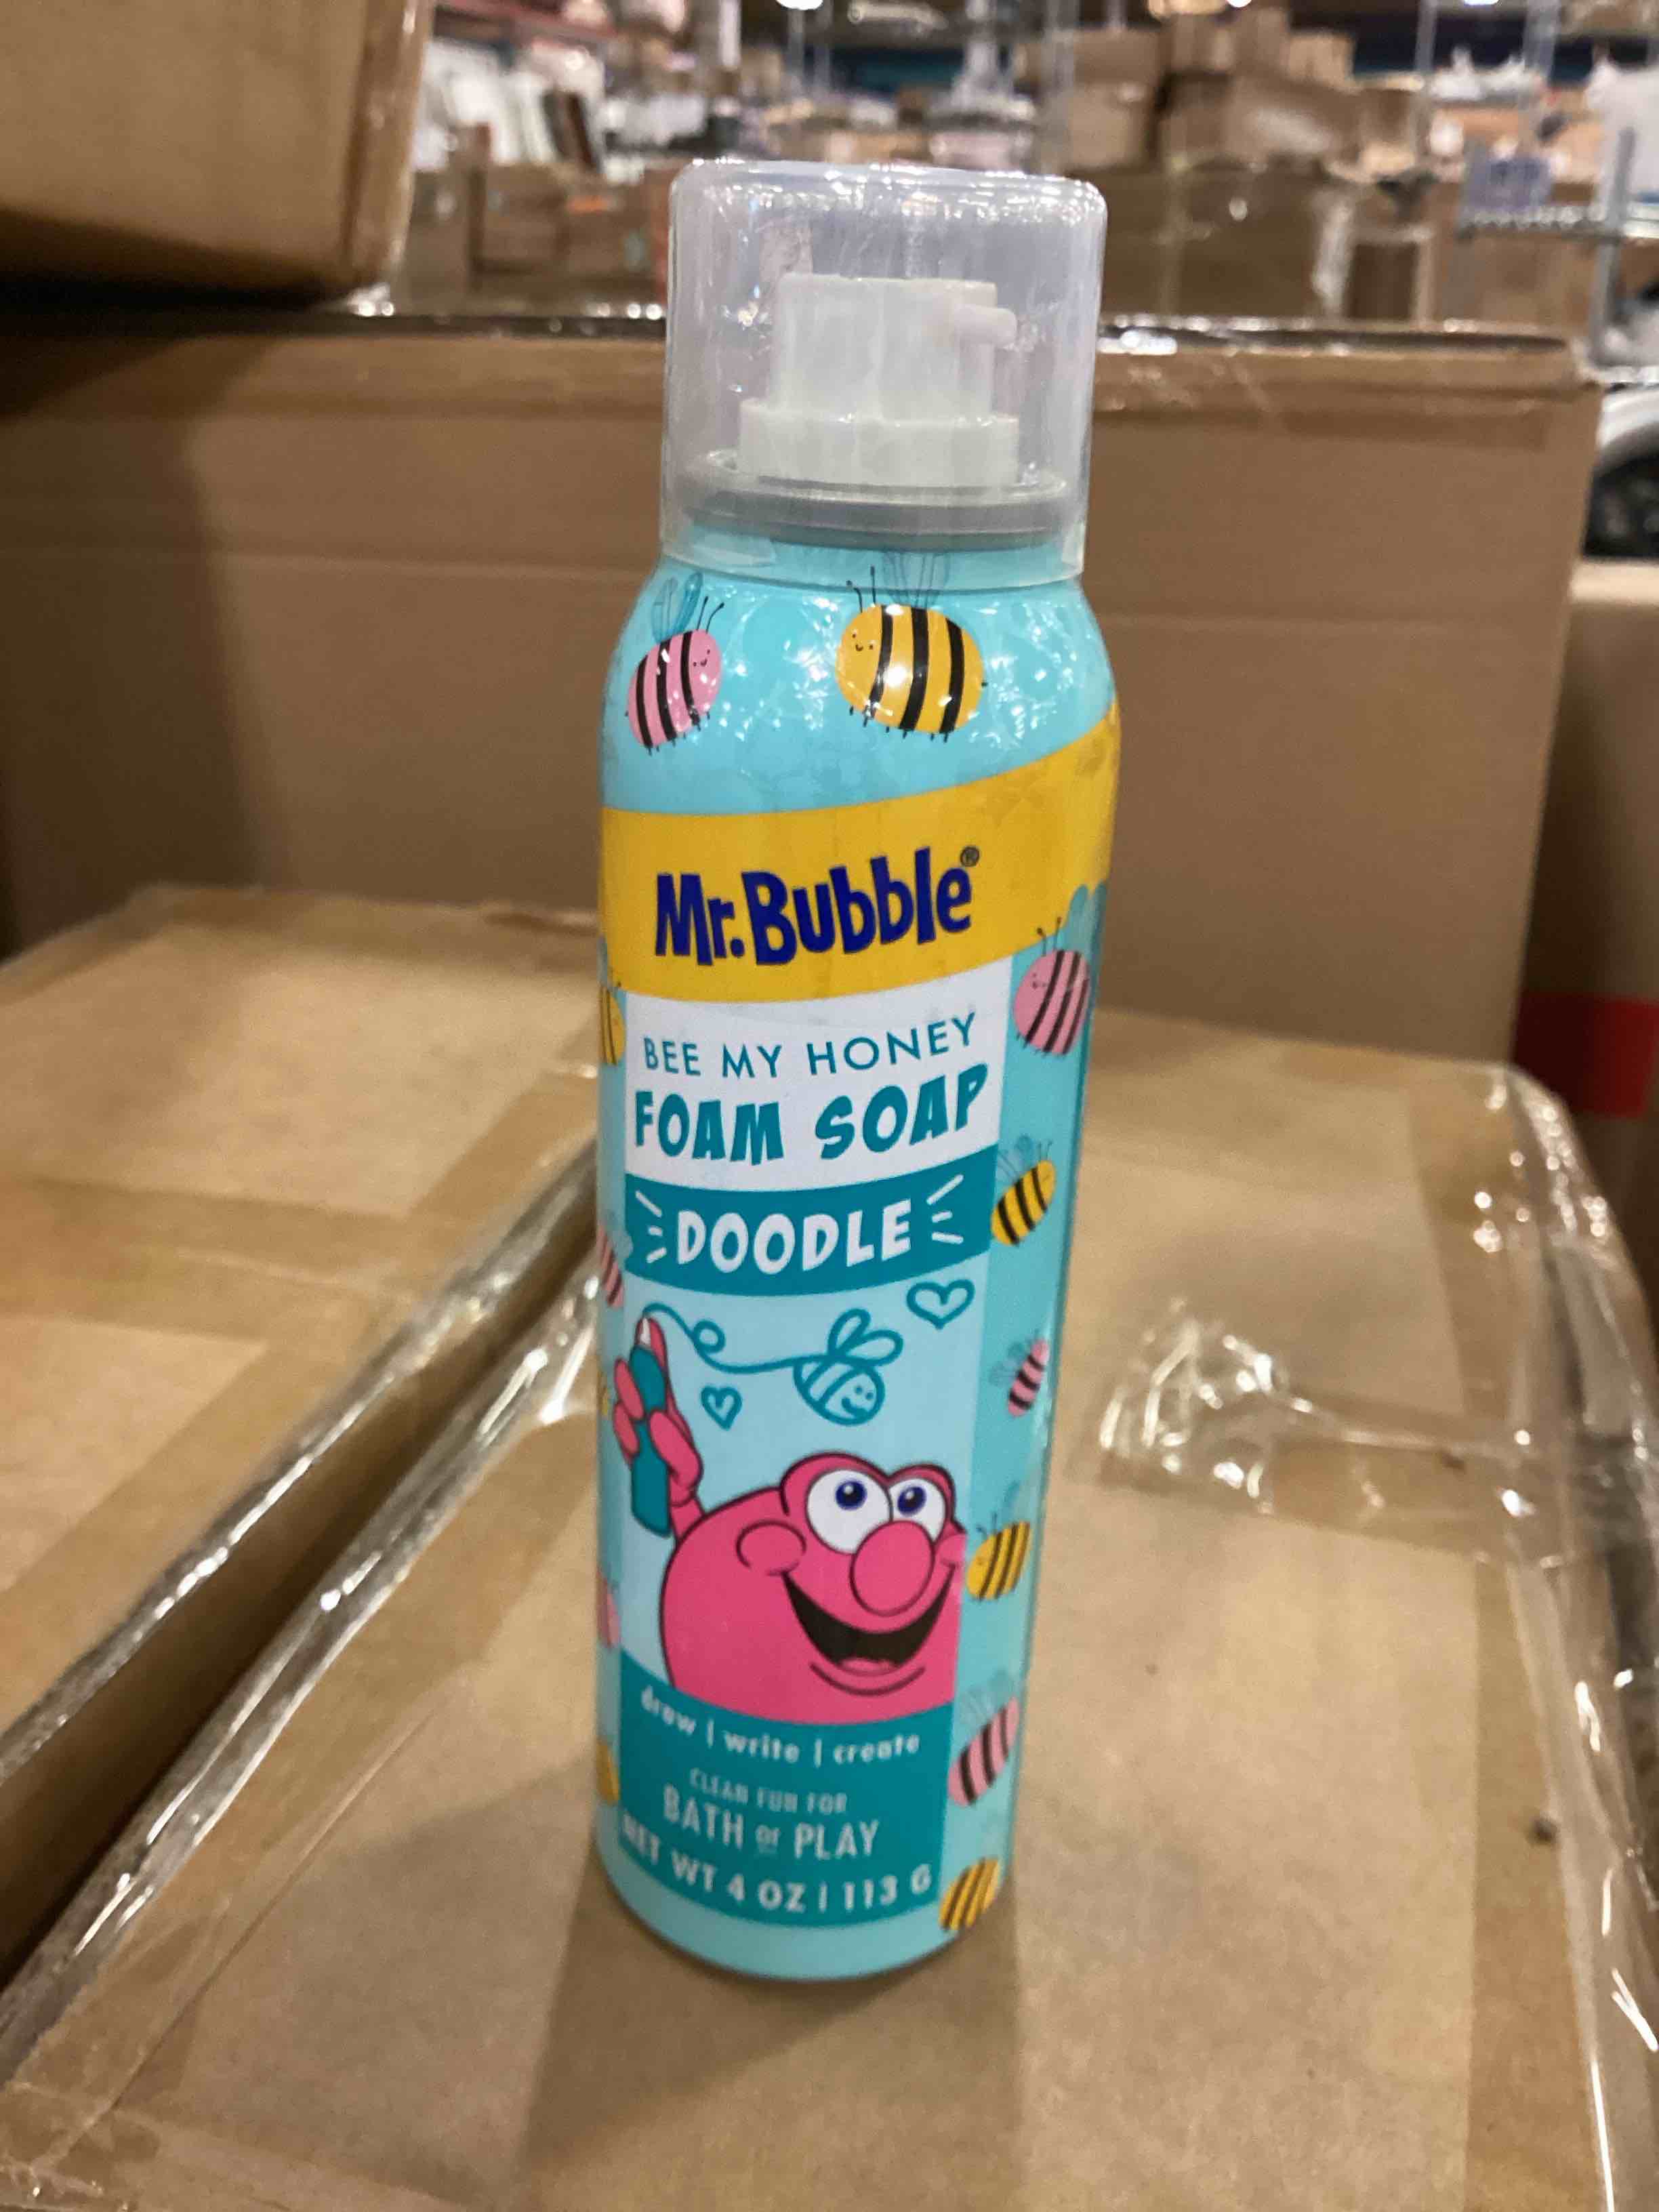 Mr. Bubble®
BEE MY HONEY
FOAM SOAP
DOODLE
draw | write | create
CLEAN FUN FOR
BATH or PLAY
NET WT 4 OZ | 113 G